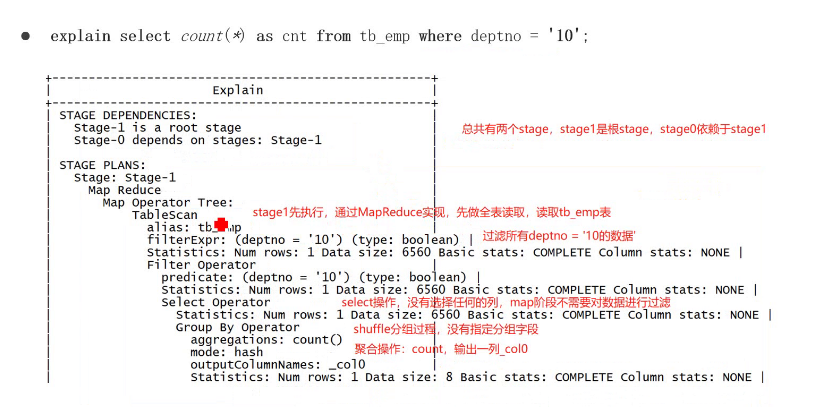 ● explain select count(*) as cnt from tb_emp where deptno = '10';
+----------------------------------------------------+
| Explain |
+----------------------------------------------------+
| STAGE DEPENDENCIES: |
| Stage-1 is a root stage | 总共有两个stage，stage1是根stage，stage0依赖于stage1
| Stage-0 depends on stages: Stage-1 |
| STAGE PLANS: |
| Stage: Stage-1 |
| Map Reduce |
| Map Operator Tree: |
| TableScan | stage1先执行，通过MapReduce实现，先做全表读取，读取tb_emp表
| alias: tb_emp |
| filterExpr: (deptno = '10') (type: boolean) | 过滤所有deptno = '10的数据'
| Statistics: Num rows: 1 Data size: 6560 Basic stats: COMPLETE Column stats: NONE |
| Filter Operator |
| predicate: (deptno = '10') (type: boolean) |
| Statistics: Num rows: 1 Data size: 6560 Basic stats: COMPLETE Column stats: NONE |
| Select Operator select操作，没有选择任何的列，map阶段不需要对数据进行过滤
| Statistics: Num rows: 1 Data size: 6560 Basic stats: COMPLETE Column stats: NONE |
| Group By Operator shuffle分组过程，没有指定分组字段
| aggregations: count()
| mode: hash 聚合操作：count，输出一列_col0
| outputColumnNames: _col0
| Statistics: Num rows: 1 Data size: 8 Basic stats: COMPLETE Column stats: NONE |